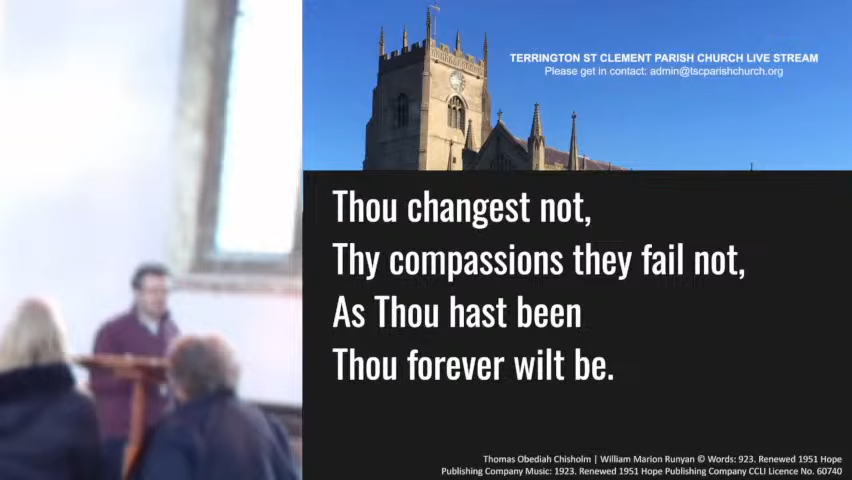 TERRINGTON ST CLEMENT PARISH CHURCH LIVE STREAM
Please get in contact: admin@tscparishchurch.org
Thou changest not,
Thy compassions they fail not,
As Thou hast been
Thou forever wilt be.
Thomas Obediah Chisholm | William Marion Runyan © Words: 923. Renewed 1951 Hope
Publishing Company Music: 1923. Renewed 1951 Hope Publishing Company CCLI Licence No. 60740